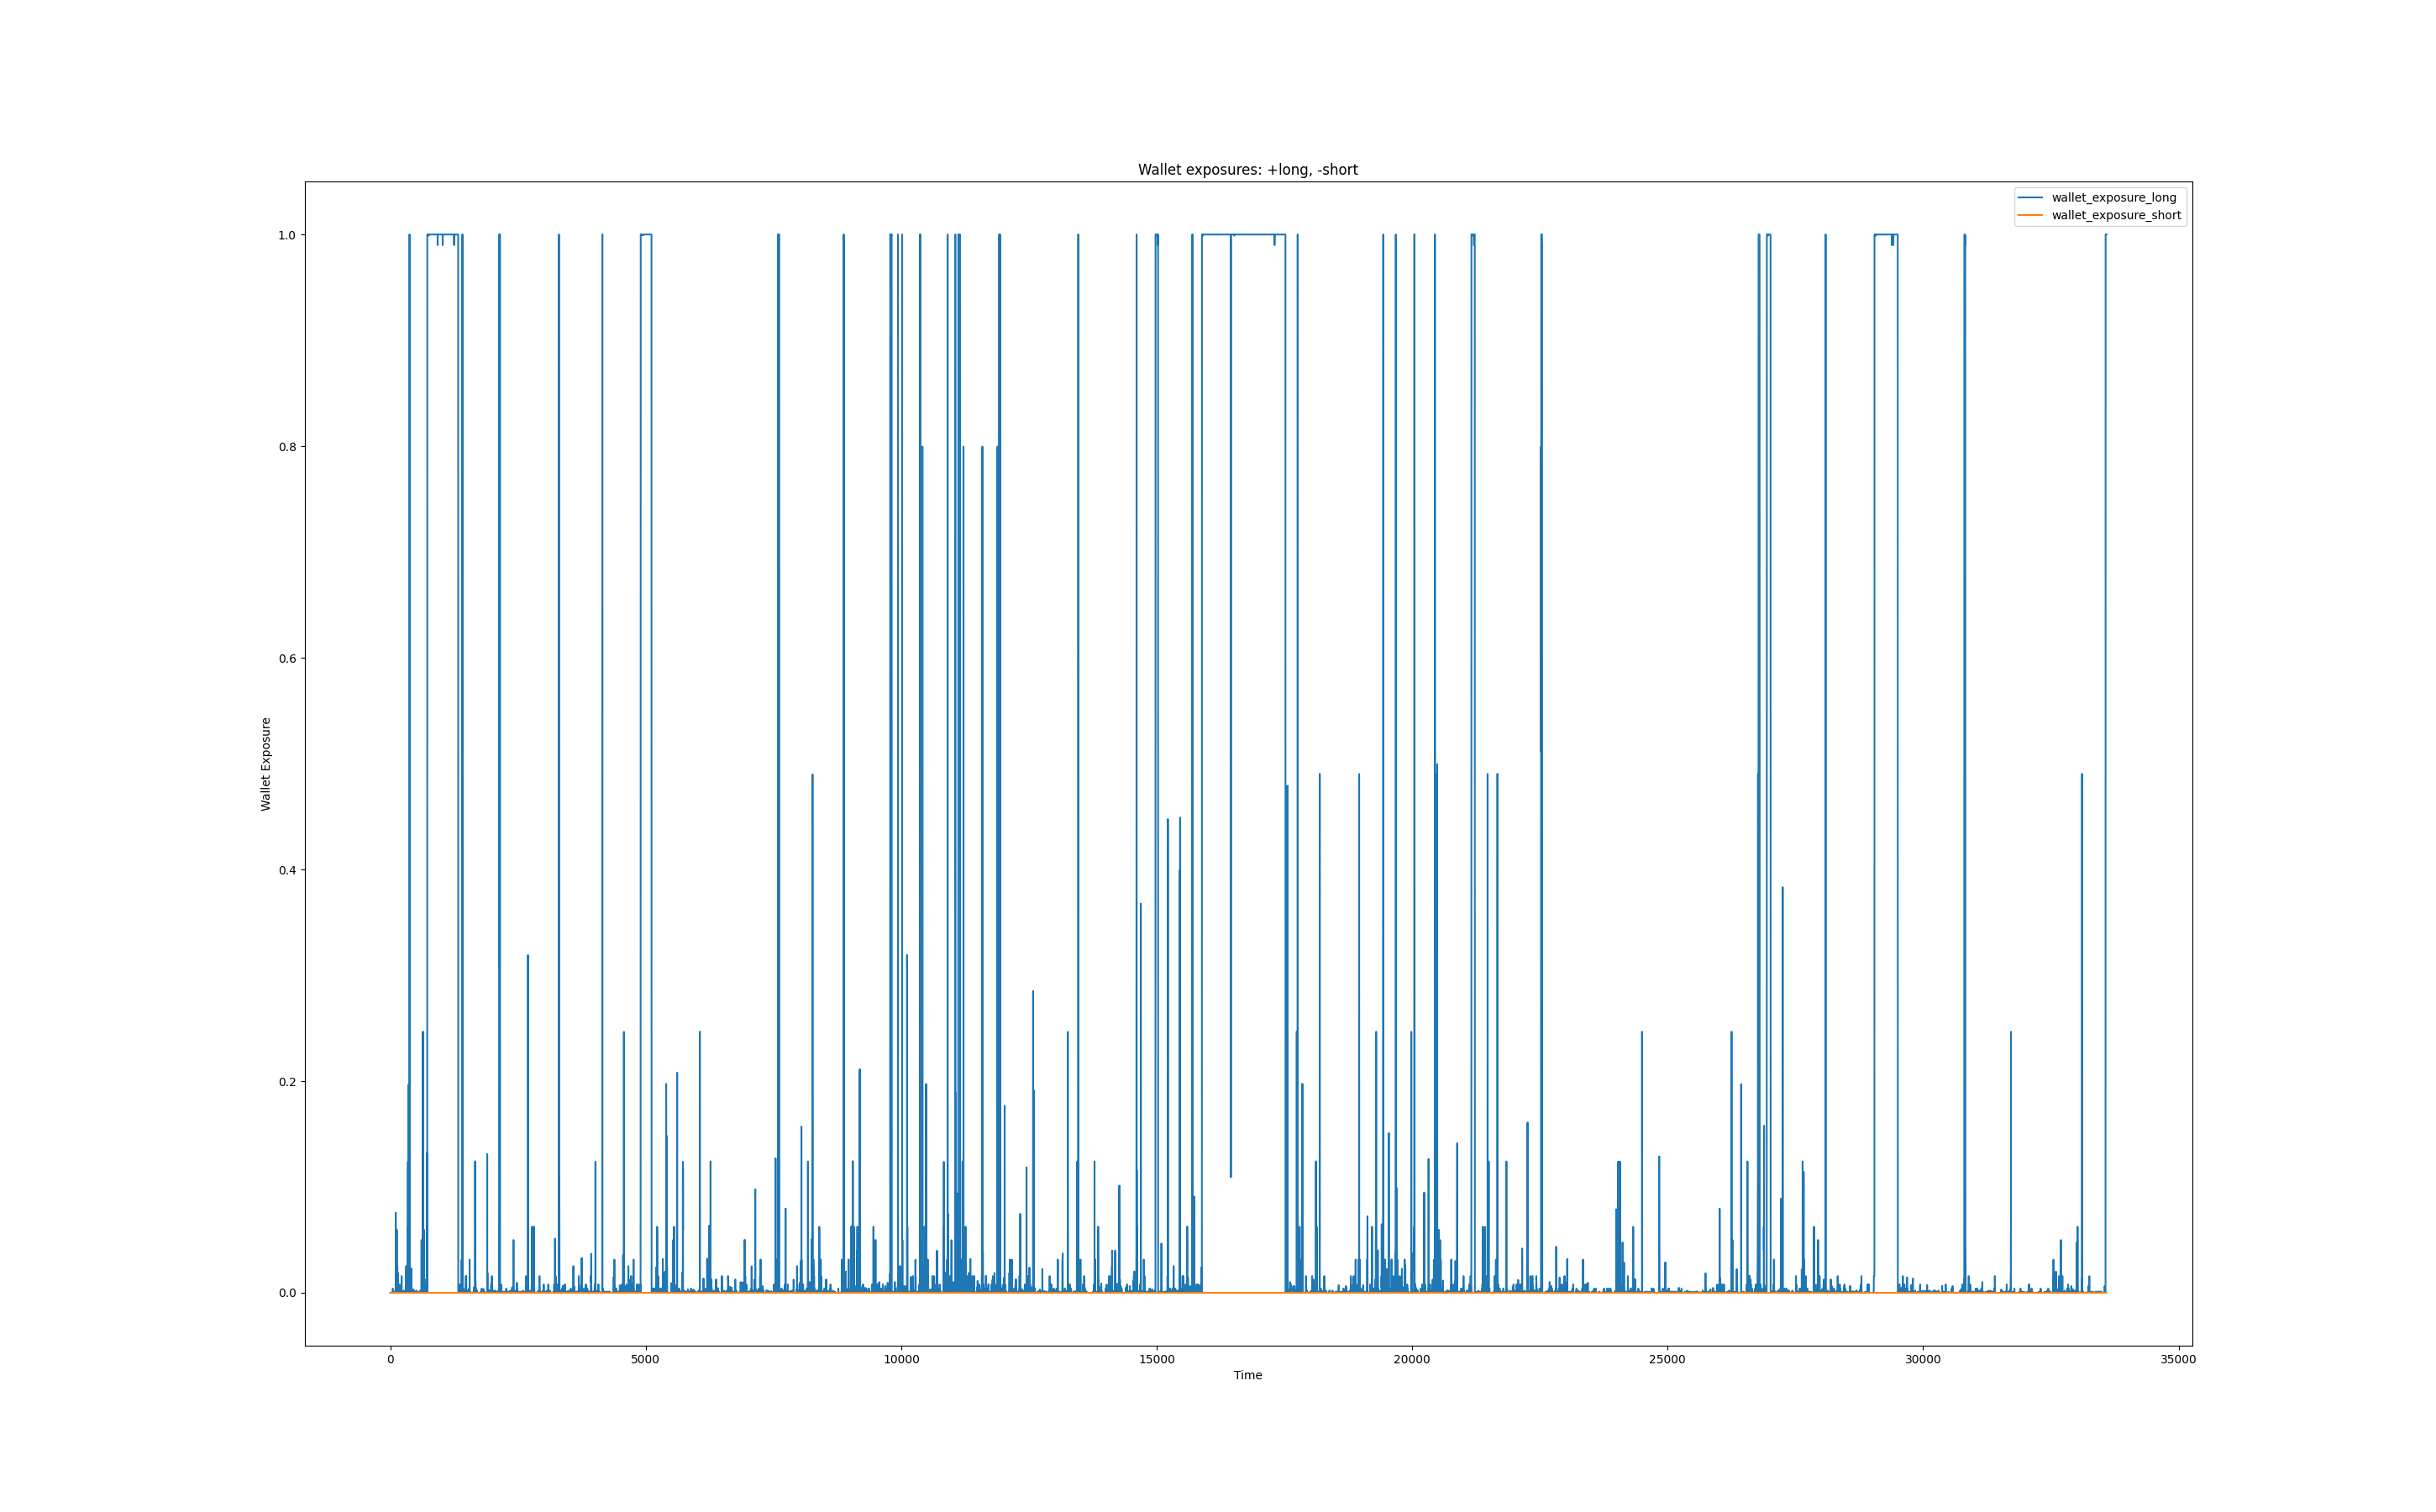 Wallet exposures: +long, -short
wallet_exposure_long
wallet_exposure_short
1.0
0.8
0.6
0.4
0.2
0.0
Wallet Exposure
0 5000 10000 15000 20000 25000 30000 35000
Time